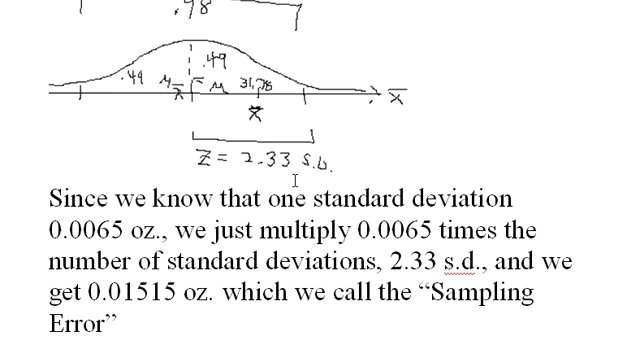 .98
.49
.49 μx̄ = μ 31.78 x̄
x̄
z = 2.33 s.d.
Since we know that one standard deviation
0.0065 oz., we just multiply 0.0065 times the
number of standard deviations, 2.33 s.d., and we
get 0.01515 oz. which we call the “Sampling
Error”